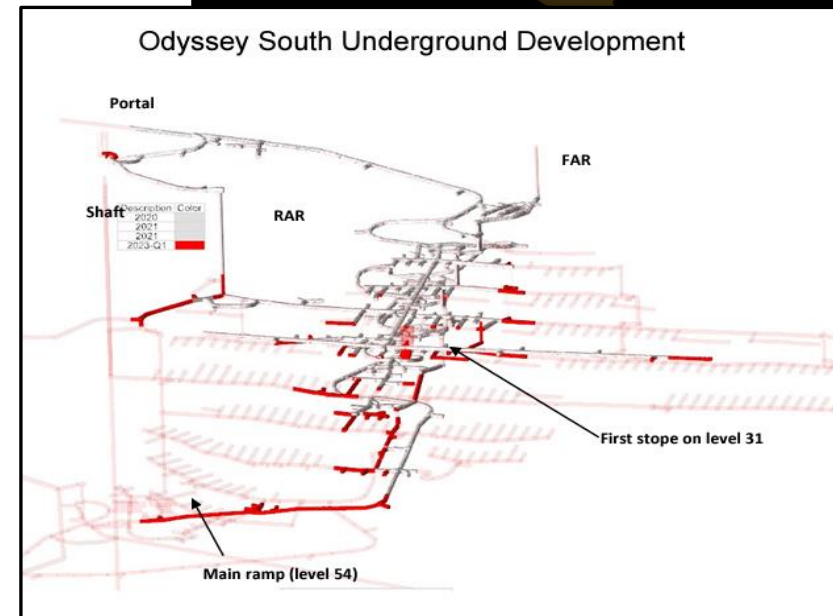 Odyssey South Underground Development
Portal
FAR
Shaft
RAR
Description Color
2020
2021
2021
2023-Q1
First stope on level 31
Main ramp (level 54)